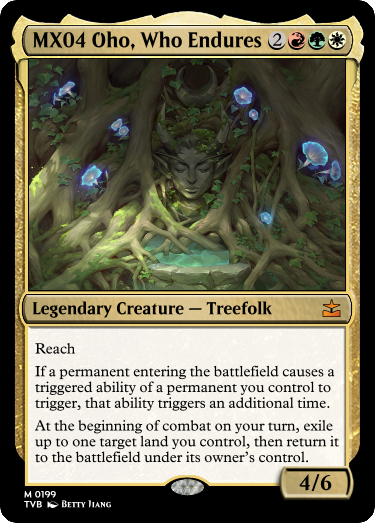 MX04 Oho, Who Endures 2
Legendary Creature — Treefolk
Reach
If a permanent entering the battlefield causes a
triggered ability of a permanent you control to
trigger, that ability triggers an additional time.
At the beginning of combat on your turn, exile
up to one target land you control, then return it
to the battlefield under its owner's control.
4/6
M 0199
TVB Betty Jiang